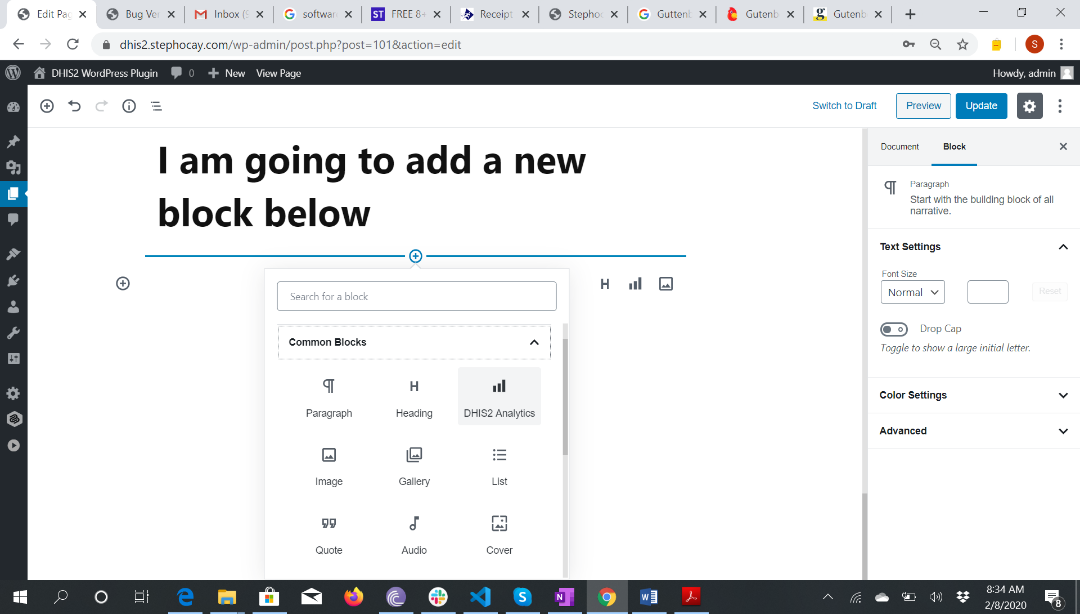 Edit Pa
Bug Ve
Inbox (
softwar
ST
FREE 8
Receipt
Stepho
Guttenl
Gutenb
g
Gutenb
dhis2.stephocay.com/wp-admin/post.php?post=101&action=edit
S
DHIS2 WordPress Plugin
0
New
View Page
Howdy, admin
Switch to Draft
Preview
Update
I am going to add a new
block below
Search for a block
Common Blocks
Paragraph
Heading
DHIS2 Analytics
Image
Gallery
List
Quote
Audio
Cover
Document
Block
Paragraph
Start with the building block of all
narrative.
Text Settings
Font Size
Normal
Reset
Drop Cap
Toggle to show a large initial letter.
Color Settings
Advanced
8:34 AM
2/8/2020
8